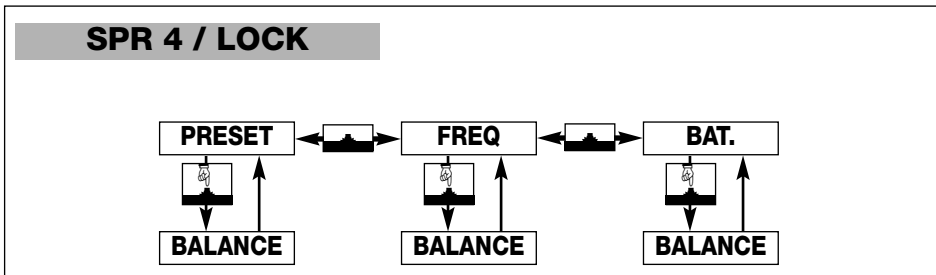 SPR 4 / LOCK
PRESET FREQ BAT.
BALANCE BALANCE BALANCE